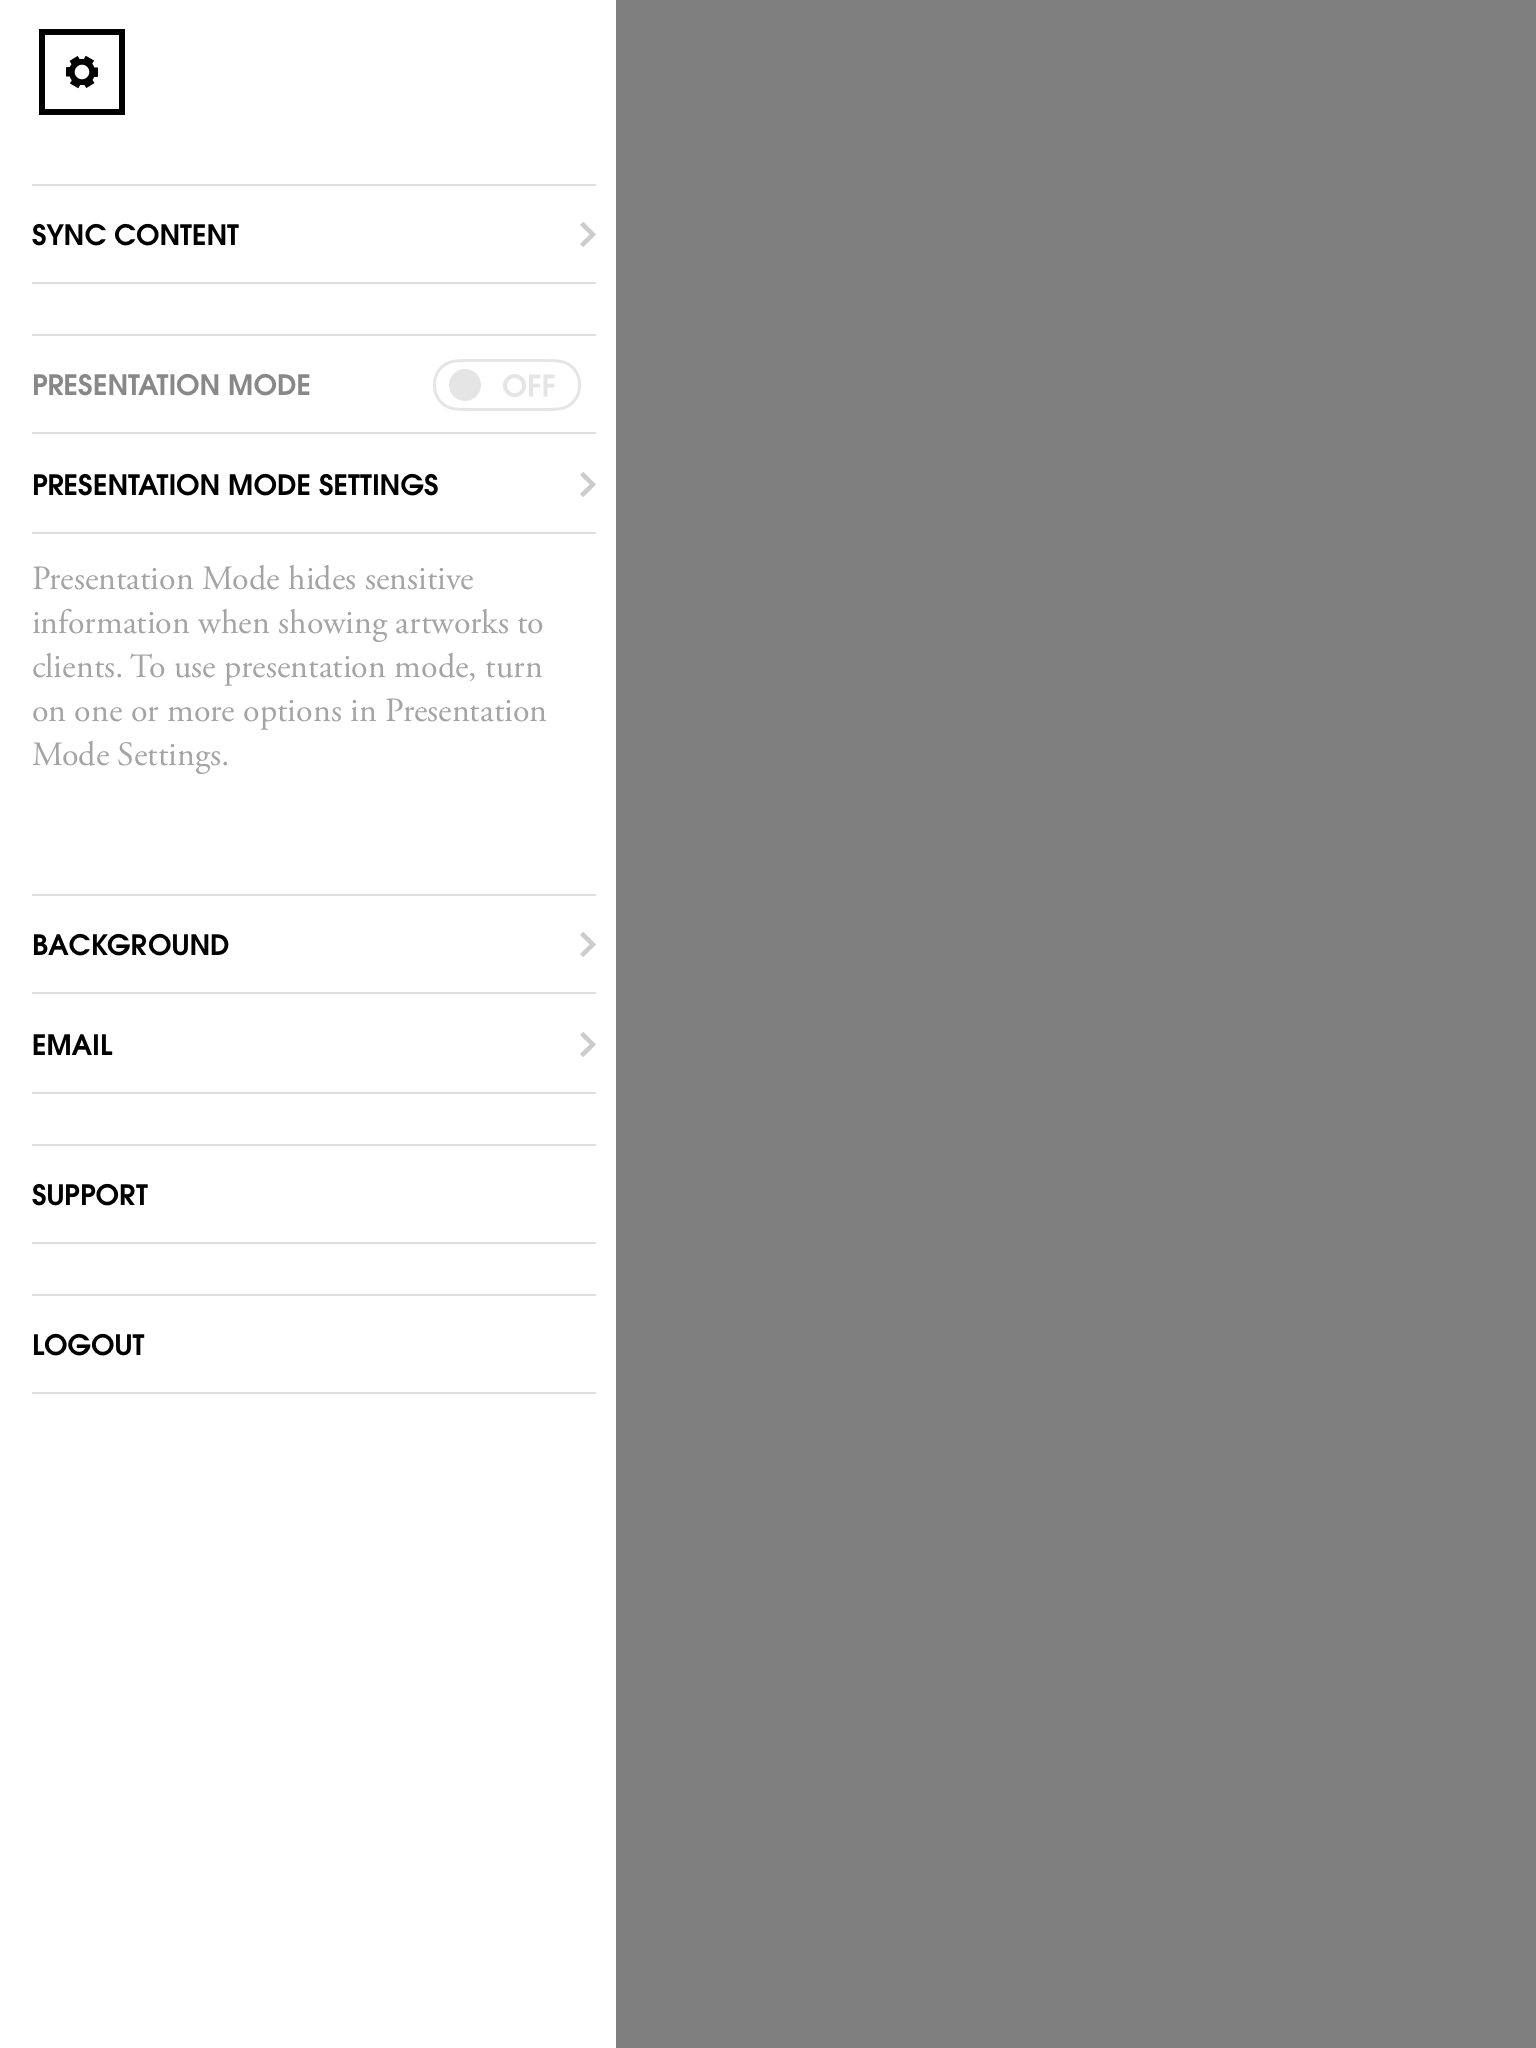 SYNC CONTENT
PRESENTATION MODE OFF
PRESENTATION MODE SETTINGS
Presentation Mode hides sensitive
information when showing artworks to
clients. To use presentation mode, turn
on one or more options in Presentation
Mode Settings.
BACKGROUND
EMAIL
SUPPORT
LOGOUT